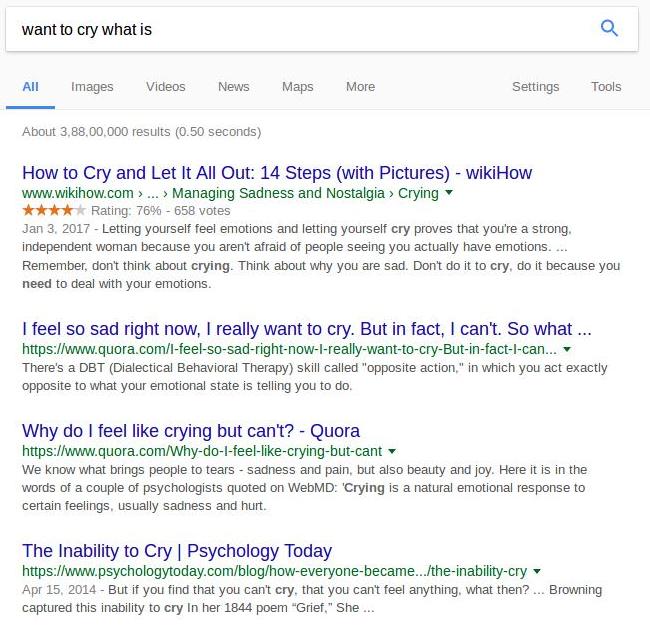 want to cry what is
All Images Videos News Maps More Settings Tools
About 3,88,00,000 results (0.50 seconds)
How to Cry and Let It All Out: 14 Steps (with Pictures) - wikiHow
www.wikihow.com › ... › Managing Sadness and Nostalgia › Crying
Rating: 76% - 658 votes
Jan 3, 2017 - Letting yourself feel emotions and letting yourself cry proves that you're a strong,
independent woman because you aren't afraid of people seeing you actually have emotions. ...
Remember, don't think about crying. Think about why you are sad. Don't do it to cry, do it because you
need to deal with your emotions.
I feel so sad right now, I really want to cry. But in fact, I can't. So what ...
https://www.quora.com/I-feel-so-sad-right-now-I-really-want-to-cry-But-in-fact-I-can...
There's a DBT (Dialectical Behavioral Therapy) skill called "opposite action," in which you act exactly
opposite to what your emotional state is telling you to do.
Why do I feel like crying but can't? - Quora
https://www.quora.com/Why-do-I-feel-like-crying-but-cant
We know what brings people to tears - sadness and pain, but also beauty and joy. Here it is in the
words of a couple of psychologists quoted on WebMD: 'Crying is a natural emotional response to
certain feelings, usually sadness and hurt.
The Inability to Cry | Psychology Today
https://www.psychologytoday.com/blog/how-everyone-became.../the-inability-cry
Apr 15, 2014 - But if you find that you can't cry, that you can't feel anything, what then? ... Browning
captured this inability to cry In her 1844 poem “Grief,” She ...